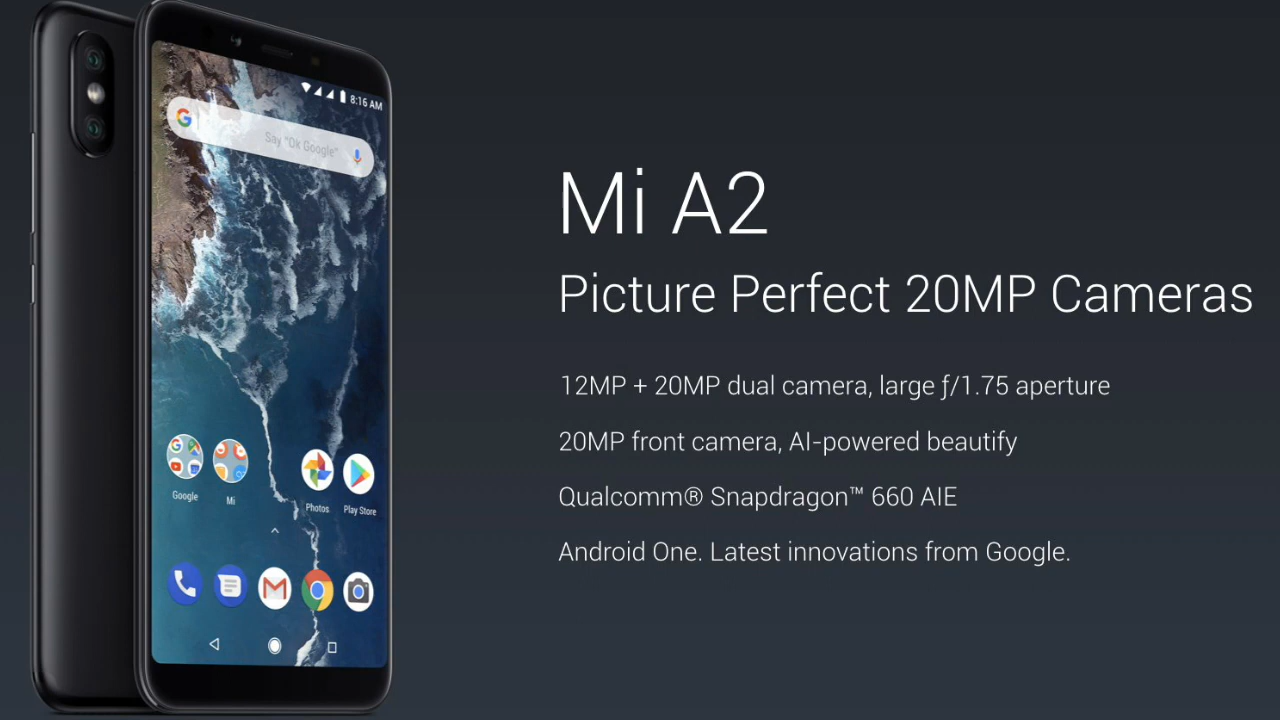 8:16 AM
Say "Ok Google"
Google
Mi
Photos
Play Store
Mi A2
Picture Perfect 20MP Cameras
12MP + 20MP dual camera, large ƒ/1.75 aperture
20MP front camera, AI-powered beautify
Qualcomm® Snapdragon™ 660 AIE
Android One. Latest innovations from Google.